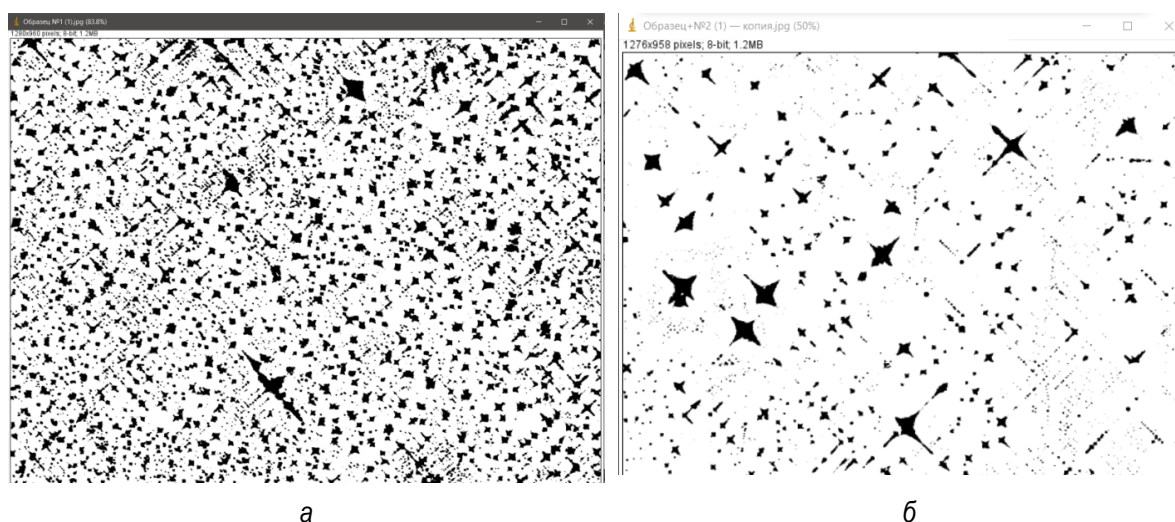 Образец №1 (1).jpg (83.8%)
1280x960 pixels; 8-bit; 1.2MB
Образец+№2 (1) — копия.jpg (50%)
1276x958 pixels; 8-bit; 1.2MB
а
б